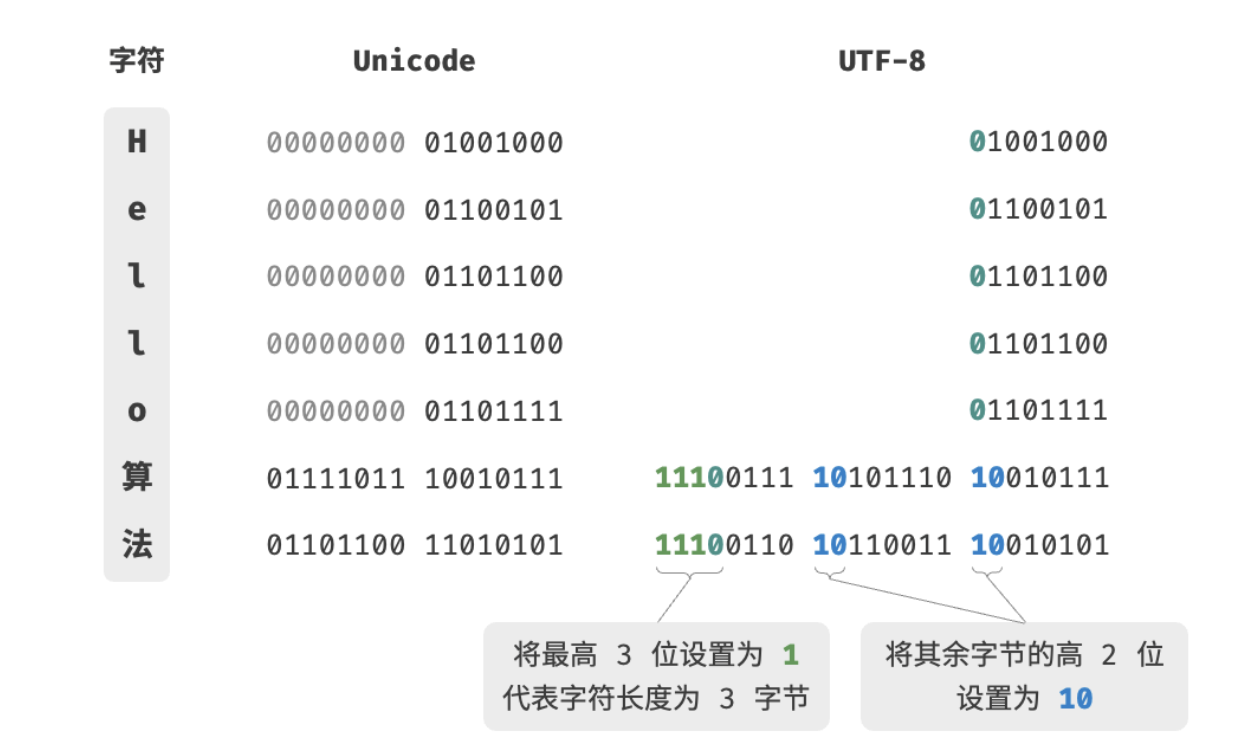 字符 Unicode UTF-8
H 00000000 01001000 01001000
e 00000000 01100101 01100101
l 00000000 01101100 01101100
l 00000000 01101100 01101100
o 00000000 01101111 01101111
算 01111011 10010111 11100111 10101110 10010111
法 01101100 11010101 11100110 10110011 10010101
将最高 3 位设置为 1
代表字符长度为 3 字节
将其余字节的高 2 位
设置为 10